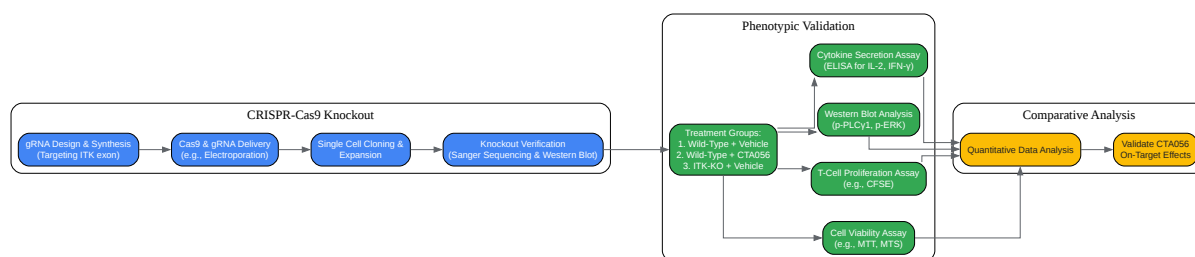 CRISPR-Cas9 Knockout
gRNA Design & Synthesis
(Targeting ITK exon)
Cas9 & gRNA Delivery
(e.g., Electroporation)
Single Cell Cloning &
Expansion
Knockout Verification
(Sanger Sequencing & Western Blot)
Phenotypic Validation
Treatment Groups:
1. Wild-Type + Vehicle
2. Wild-Type + CTA056
3. ITK-KO + Vehicle
Cytokine Secretion Assay
(ELISA for IL-2, IFN-γ)
Western Blot Analysis
(p-PLCγ1, p-ERK)
T-Cell Proliferation Assay
(e.g., CFSE)
Cell Viability Assay
(e.g., MTT, MTS)
Comparative Analysis
Quantitative Data Analysis
Validate CTA056
On-Target Effects